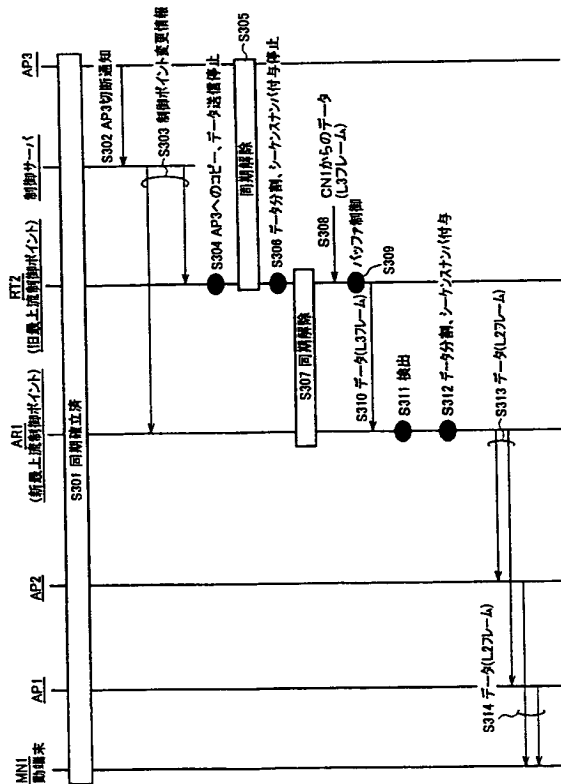 MN1
動端末
AP1
AP2
AR1
(新最上流制御ポイント)
RT2
(旧最上流制御ポイント)
制御サーバ
AP3
S301 同期確立済
S302 AP3切断通知
S303 制御ポイント変更情報
S304 AP3へのコピー、データ送信停止
同期解除
S305
S306 データ分割、シーケンスナンバ付与停止
S307 同期解除
S308
CN1からのデータ
(L3フレーム)
バッファ制御
S309
S310 データ(L3フレーム)
S311 検出
S312 データ分割、シーケンスナンバ付与
S313 データ(L2フレーム)
S314 データ(L2フレーム)